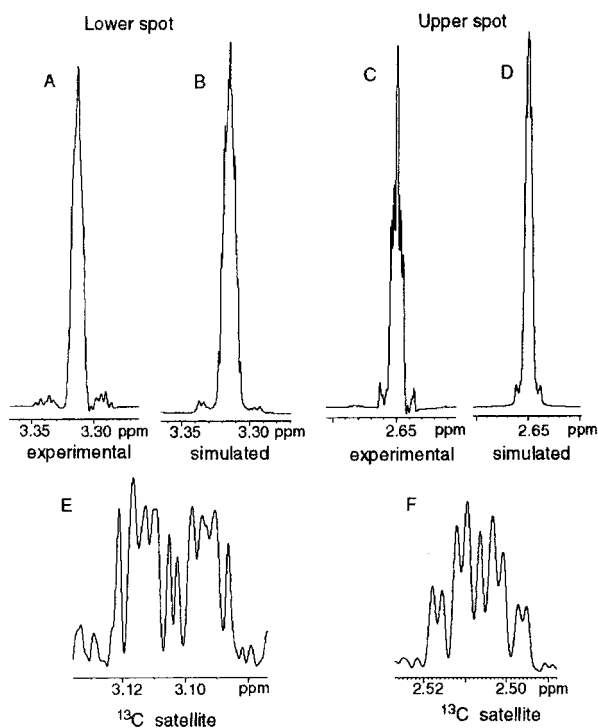 Lower spot Upper spot
A B C D
3.35 3.30 ppm 3.35 3.30 ppm 2.65 ppm 2.65 ppm
experimental simulated experimental simulated
E F
3.12 3.10 ppm 2.52 2.50 ppm
13C satellite 13C satellite